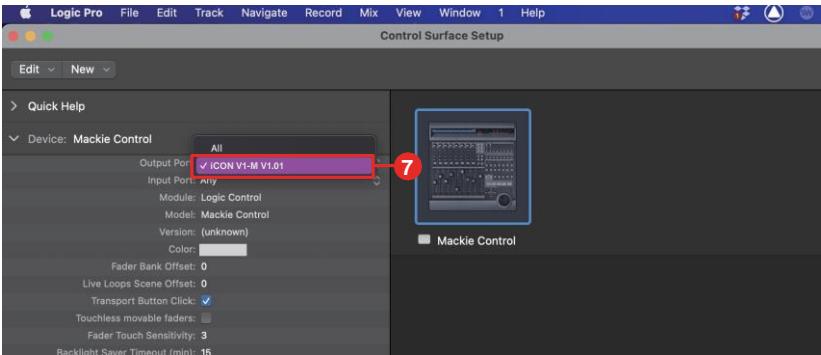 Logic Pro File Edit Track Navigate Record Mix View Window 1 Help
Control Surface Setup
Edit New
Quick Help
Device: Mackie Control
All
Output Por
✓ iCON V1-M V1.01
7
Input Port: Any
Module: Logic Control
Model: Mackie Control
Version: (unknown)
Color:
Fader Bank Offset: 0
Live Loops Scene Offset: 0
Transport Button Click:
Touchless movable faders:
Fader Touch Sensitivity: 3
Backlight Saver Timeout (min): 15
Mackie Control